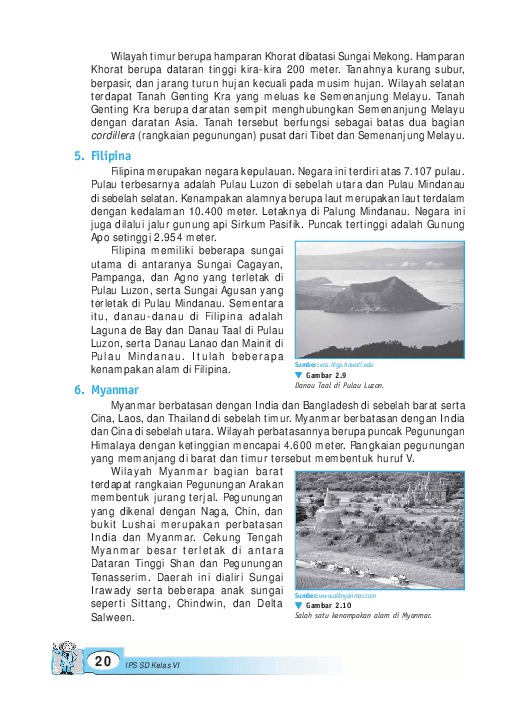 Wilayah timur berupa hamparan Khorat dibatasi Sungai Mekong. Hamparan
Khorat berupa dataran tinggi kira-kira 200 meter. Tanahnya kurang subur,
berpasir, dan jarang turun hujan kecuali pada musim hujan. Wilayah selatan
terdapat Tanah Genting Kra yang meluas ke Semenanjung Melayu. Tanah
Genting Kra berupa daratan sempit menghubungkan Semenanjung Melayu
dengan daratan Asia. Tanah tersebut berfungsi sebagai batas dua bagian
cordillera (rangkaian pegunungan) pusat dari Tibet dan Semenanjung Melayu.
5. Filipina
Filipina merupakan negara kepulauan. Negara ini terdiri atas 7.107 pulau.
Pulau terbesarnya adalah Pulau Luzon di sebelah utara dan Pulau Mindanau
di sebelah selatan. Kenampakan alamnya berupa laut merupakan laut terdalam
dengan kedalaman 10.400 meter. Letaknya di Palung Mindanau. Negara ini
juga dilalui jalur gunung api Sirkum Pasifik. Puncak tertinggi adalah Gunung
Apo setinggi 2.954 meter.
Filipina memiliki beberapa sungai
utama di antaranya Sungai Cagayan,
Pampanga, dan Agno yang terletak di
Pulau Luzon, serta Sungai Agusan yang
terletak di Pulau Mindanau. Sementara
itu, danau-danau di Filipina adalah
Laguna de Bay dan Danau Taal di Pulau
Luzon, serta Danau Lanao dan Mainit di
Pulau Mindanau. Itulah beberapa
kenampakan alam di Filipina.
Sumber: eos.higp.hawaii.edu
▼ Gambar 2.9
Danau Taal di Pulau Luzon.
6. Myanmar
Myanmar berbatasan dengan India dan Bangladesh di sebelah barat serta
Cina, Laos, dan Thailand di sebelah timur. Myanmar berbatasan dengan India
dan Cina di sebelah utara. Wilayah perbatasannya berupa puncak Pegunungan
Himalaya dengan ketinggian mencapai 4.600 meter. Rangkaian pegunungan
yang memanjang di barat dan timur tersebut membentuk huruf V.
Wilayah Myanmar bagian barat
terdapat rangkaian Pegunungan Arakan
membentuk jurang terjal. Pegunungan
yang dikenal dengan Naga, Chin, dan
bukit Lushai merupakan perbatasan
India dan Myanmar. Cekung Tengah
Myanmar besar terletak di antara
Dataran Tinggi Shan dan Pegunungan
Tenasserim. Daerah ini dialiri Sungai
Irawady serta beberapa anak sungai
seperti Sittang, Chindwin, dan Delta
Salween.
Sumber: www.allmyanmar.com
▼ Gambar 2.10
Salah satu kenampakan alam di Myanmar.
20 IPS SD Kelas VI